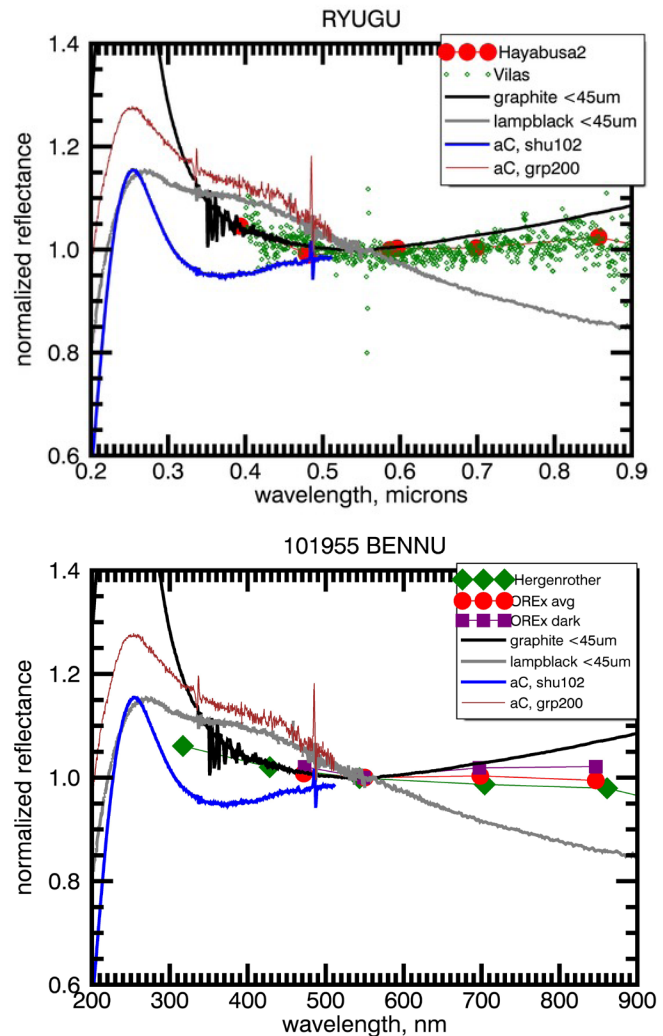 RYUGU
1.4
1.2
1.0
0.8
0.6
normalized reflectance
Hayabusa2
Vilas
graphite <45um
lampblack <45um
aC, shu102
aC, grp200
0.2 0.3 0.4 0.5 0.6 0.7 0.8 0.9
wavelength, microns
101955 BENNU
1.4
1.2
1.0
0.8
0.6
normalized reflectance
Hergenrother
OREx avg
OREx dark
graphite <45um
lampblack <45um
aC, shu102
aC, grp200
200 300 400 500 600 700 800 900
wavelength, nm